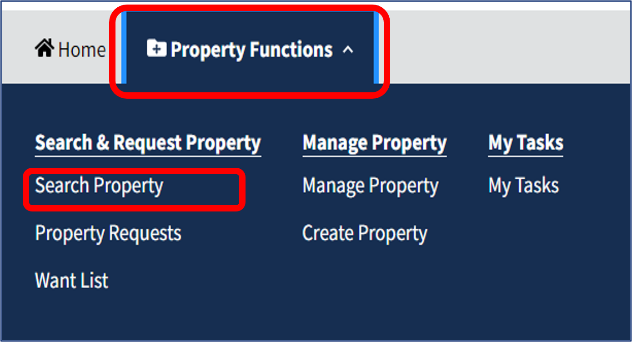 Home Property Functions
Search & Request Property Manage Property My Tasks
Search Property Manage Property My Tasks
Property Requests Create Property
Want List